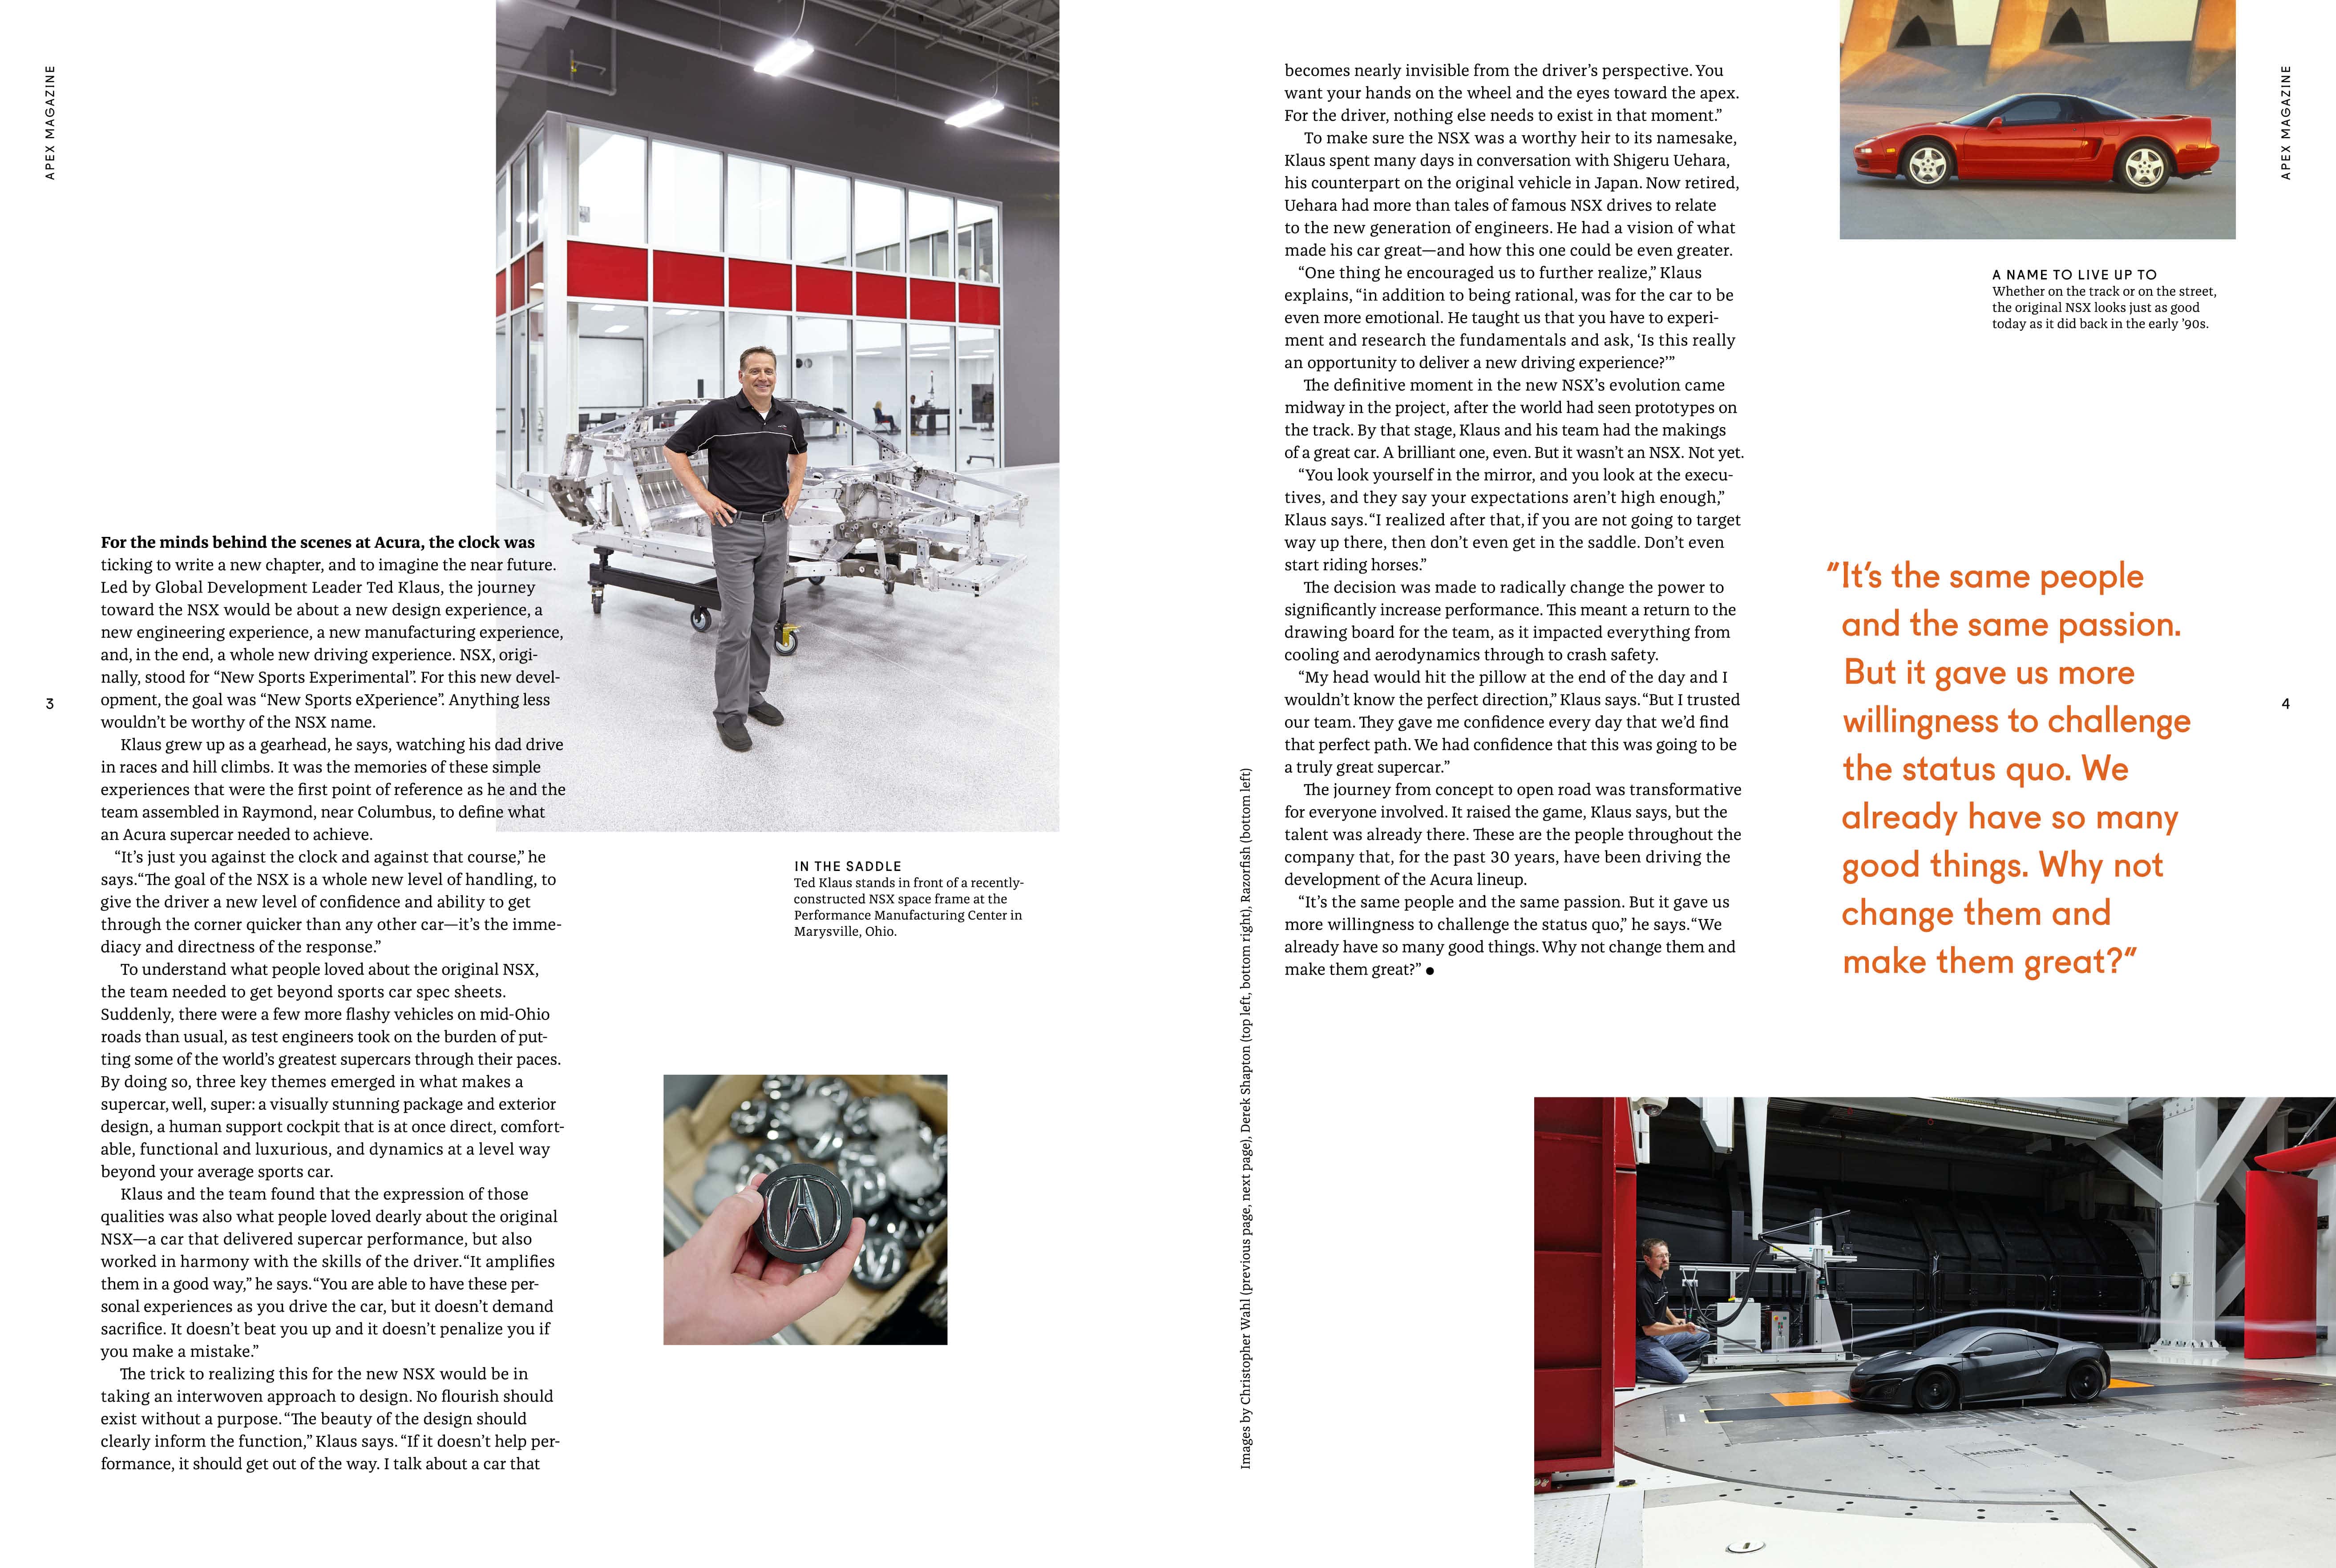 APEX MAGAZINE
3
For the minds behind the scenes at Acura, the clock was
ticking to write a new chapter, and to imagine the near future.
Led by Global Development Leader Ted Klaus, the journey
toward the NSX would be about a new design experience, a
new engineering experience, a new manufacturing experience,
and, in the end, a whole new driving experience. NSX, origi-
nally, stood for “New Sports Experimental”. For this new devel-
opment, the goal was “New Sports eXperience”. Anything less
wouldn’t be worthy of the NSX name.
Klaus grew up as a gearhead, he says, watching his dad drive
in races and hill climbs. It was the memories of these simple
experiences that were the first point of reference as he and the
team assembled in Raymond, near Columbus, to define what
an Acura supercar needed to achieve.
“It’s just you against the clock and against that course,” he
says. “The goal of the NSX is a whole new level of handling, to
give the driver a new level of confidence and ability to get
through the corner quicker than any other car—it’s the imme-
diacy and directness of the response.”
To understand what people loved about the original NSX,
the team needed to get beyond sports car spec sheets.
Suddenly, there were a few more flashy vehicles on mid-Ohio
roads than usual, as test engineers took on the burden of put-
ting some of the world’s greatest supercars through their paces.
By doing so, three key themes emerged in what makes a
supercar, well, super: a visually stunning package and exterior
design, a human support cockpit that is at once direct, comfort-
able, functional and luxurious, and dynamics at a level way
beyond your average sports car.
Klaus and the team found that the expression of those
qualities was also what people loved dearly about the original
NSX—a car that delivered supercar performance, but also
worked in harmony with the skills of the driver. “It amplifies
them in a good way,” he says. “You are able to have these per-
sonal experiences as you drive the car, but it doesn’t demand
sacrifice. It doesn’t beat you up and it doesn’t penalize you if
you make a mistake.”
The trick to realizing this for the new NSX would be in
taking an interwoven approach to design. No flourish should
exist without a purpose. “The beauty of the design should
clearly inform the function,” Klaus says. “If it doesn’t help per-
formance, it should get out of the way. I talk about a car that
IN THE SADDLE
Ted Klaus stands in front of a recently-
constructed NSX space frame at the
Performance Manufacturing Center in
Marysville, Ohio.
Images by Christopher Wahl (previous page, next page), Derek Shapton (top left, bottom right), Razorfish (bottom left)
becomes nearly invisible from the driver’s perspective. You
want your hands on the wheel and the eyes toward the apex.
For the driver, nothing else needs to exist in that moment.”
To make sure the NSX was a worthy heir to its namesake,
Klaus spent many days in conversation with Shigeru Uehara,
his counterpart on the original vehicle in Japan. Now retired,
Uehara had more than tales of famous NSX drives to relate
to the new generation of engineers. He had a vision of what
made his car great—and how this one could be even greater.
“One thing he encouraged us to further realize,” Klaus
explains, “in addition to being rational, was for the car to be
even more emotional. He taught us that you have to experi-
ment and research the fundamentals and ask, ‘Is this really
an opportunity to deliver a new driving experience?’”
The definitive moment in the new NSX’s evolution came
midway in the project, after the world had seen prototypes on
the track. By that stage, Klaus and his team had the makings
of a great car. A brilliant one, even. But it wasn’t an NSX. Not yet.
“You look yourself in the mirror, and you look at the execu-
tives, and they say your expectations aren’t high enough,”
Klaus says. “I realized after that, if you are not going to target
way up there, then don’t even get in the saddle. Don’t even
start riding horses.”
The decision was made to radically change the power to
significantly increase performance. This meant a return to the
drawing board for the team, as it impacted everything from
cooling and aerodynamics through to crash safety.
“My head would hit the pillow at the end of the day and I
wouldn’t know the perfect direction,” Klaus says. “But I trusted
our team. They gave me confidence every day that we’d find
that perfect path. We had confidence that this was going to be
a truly great supercar.”
The journey from concept to open road was transformative
for everyone involved. It raised the game, Klaus says, but the
talent was already there. These are the people throughout the
company that, for the past 30 years, have been driving the
development of the Acura lineup.
“It’s the same people and the same passion. But it gave us
more willingness to challenge the status quo,” he says. “We
already have so many good things. Why not change them and
make them great?” ●
A NAME TO LIVE UP TO
Whether on the track or on the street,
the original NSX looks just as good
today as it did back in the early ’90s.
“It’s the same people
and the same passion.
But it gave us more
willingness to challenge
the status quo. We
already have so many
good things. Why not
change them and
make them great?”
APEX MAGAZINE
4